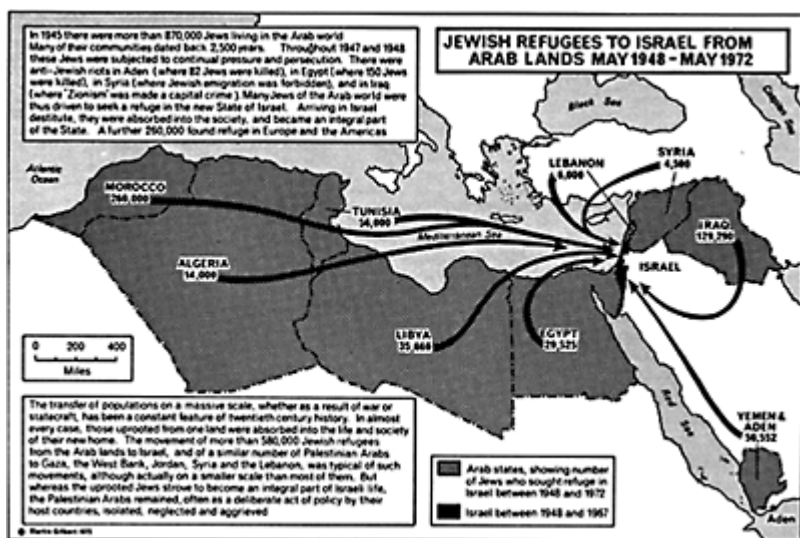 In 1945 there were more than 870,000 Jews living in the Arab world
Many of their communities dated back 2,500 years. Throughout 1947 and 1948
these Jews were subjected to continual pressure and persecution. There were
anti-Jewish riots in Aden (where 82 Jews were killed), in Egypt (where 150 Jews
were killed), in Syria (where Jewish emigration was forbidden), and in Iraq
(where "Zionism" was made a capital crime). Many Jews of the Arab world were
thus driven to seek a refuge in the new State of Israel. Arriving in Israel
destitute, they were absorbed into the society, and became an integral part
of the State. A further 260,000 found refuge in Europe and the Americas
JEWISH REFUGEES TO ISRAEL FROM
ARAB LANDS MAY 1948 - MAY 1972
Black Sea
Caspian Sea
Atlantic
Ocean
LEBANON
6,000
SYRIA
4,500
MOROCCO
260,000
TUNISIA
56,000
Mediterranean Sea
IRAQ
129,290
ALGERIA
14,000
ISRAEL
LIBYA
35,666
EGYPT
29,525
0 200 400
Miles
Red
Sea
YEMEN
& ADEN
50,552
Aden
The transfer of populations on a massive scale, whether as a result of war or
statecraft, has been a constant feature of twentieth century history. In almost
every case, those uprooted from one land were absorbed into the life and society
of their new home. The movement of more than 580,000 Jewish refugees
from the Arab lands to Israel, and of a similar number of Palestinian Arabs
to Gaza, the West Bank, Jordan, Syria and the Lebanon, was typical of such
movements, although actually on a smaller scale than most of them. But
whereas the uprooted Jews strove to become an integral part of Israeli life,
the Palestinian Arabs remained, often as a deliberate act of policy by their
host countries, isolated, neglected and aggrieved
Arab states, showing number
of Jews who sought refuge in
Israel between 1948 and 1972
Israel between 1948 and 1967
© Martin Gilbert